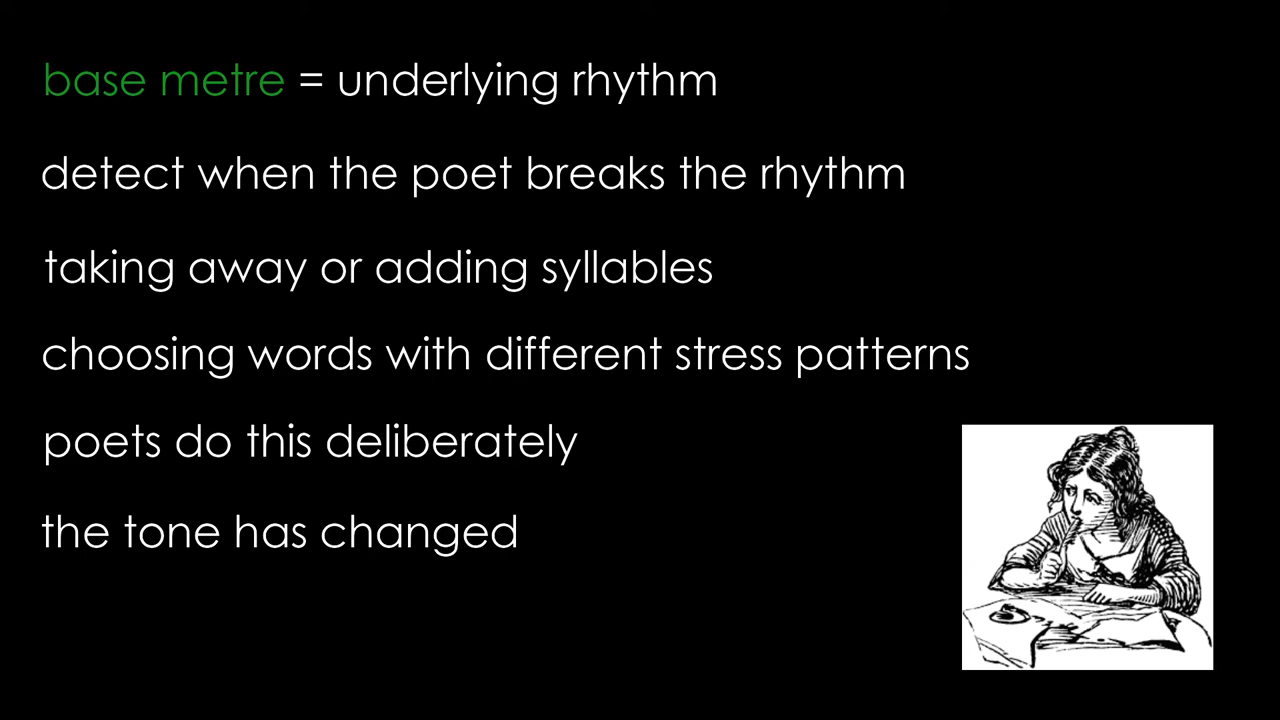 base metre = underlying rhythm
detect when the poet breaks the rhythm
taking away or adding syllables
choosing words with different stress patterns
poets do this deliberately
the tone has changed